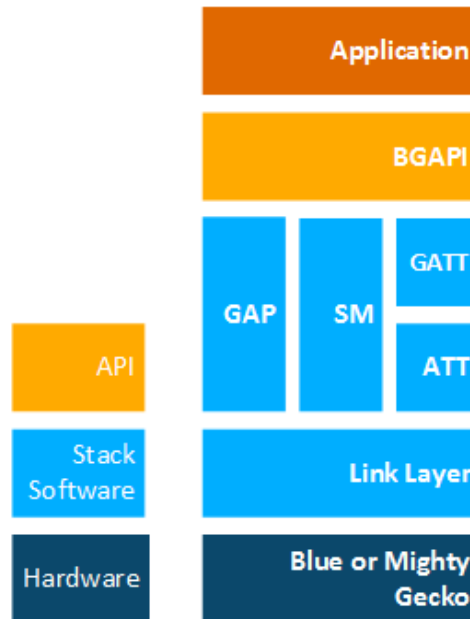 Application
BGAPI
GATT
GAP
SM
API
ATT
Stack
Software
Link Layer
Hardware
Blue or Mighty
Gecko